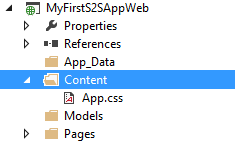 MyFirstS2SAppWeb
Properties
References
App_Data
Content
App.css
Models
Pages